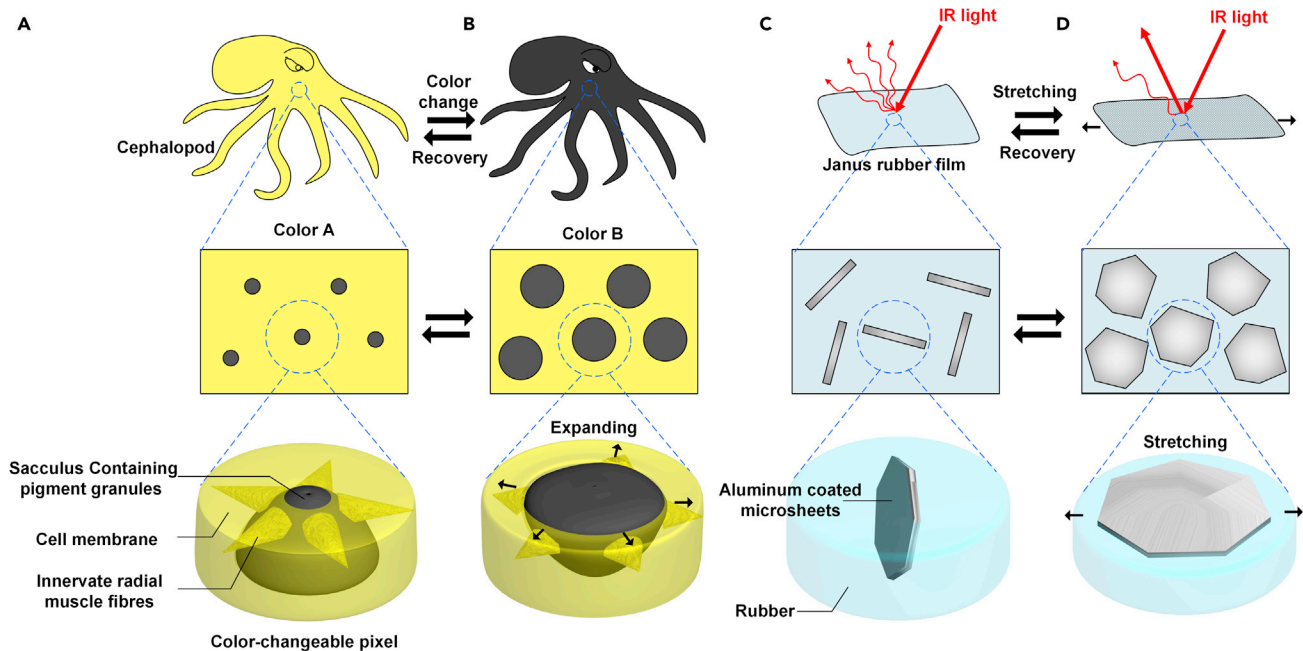 A
B
C
D
IR light
IR light
Color
change
Recovery
Cephalopod
Stretching
Recovery
Janus rubber film
Color A
Color B
Expanding
Stretching
Sacculus Containing
pigment granules
Cell membrane
Innervate radial
muscle fibres
Color-changeable pixel
Aluminum coated
microsheets
Rubber